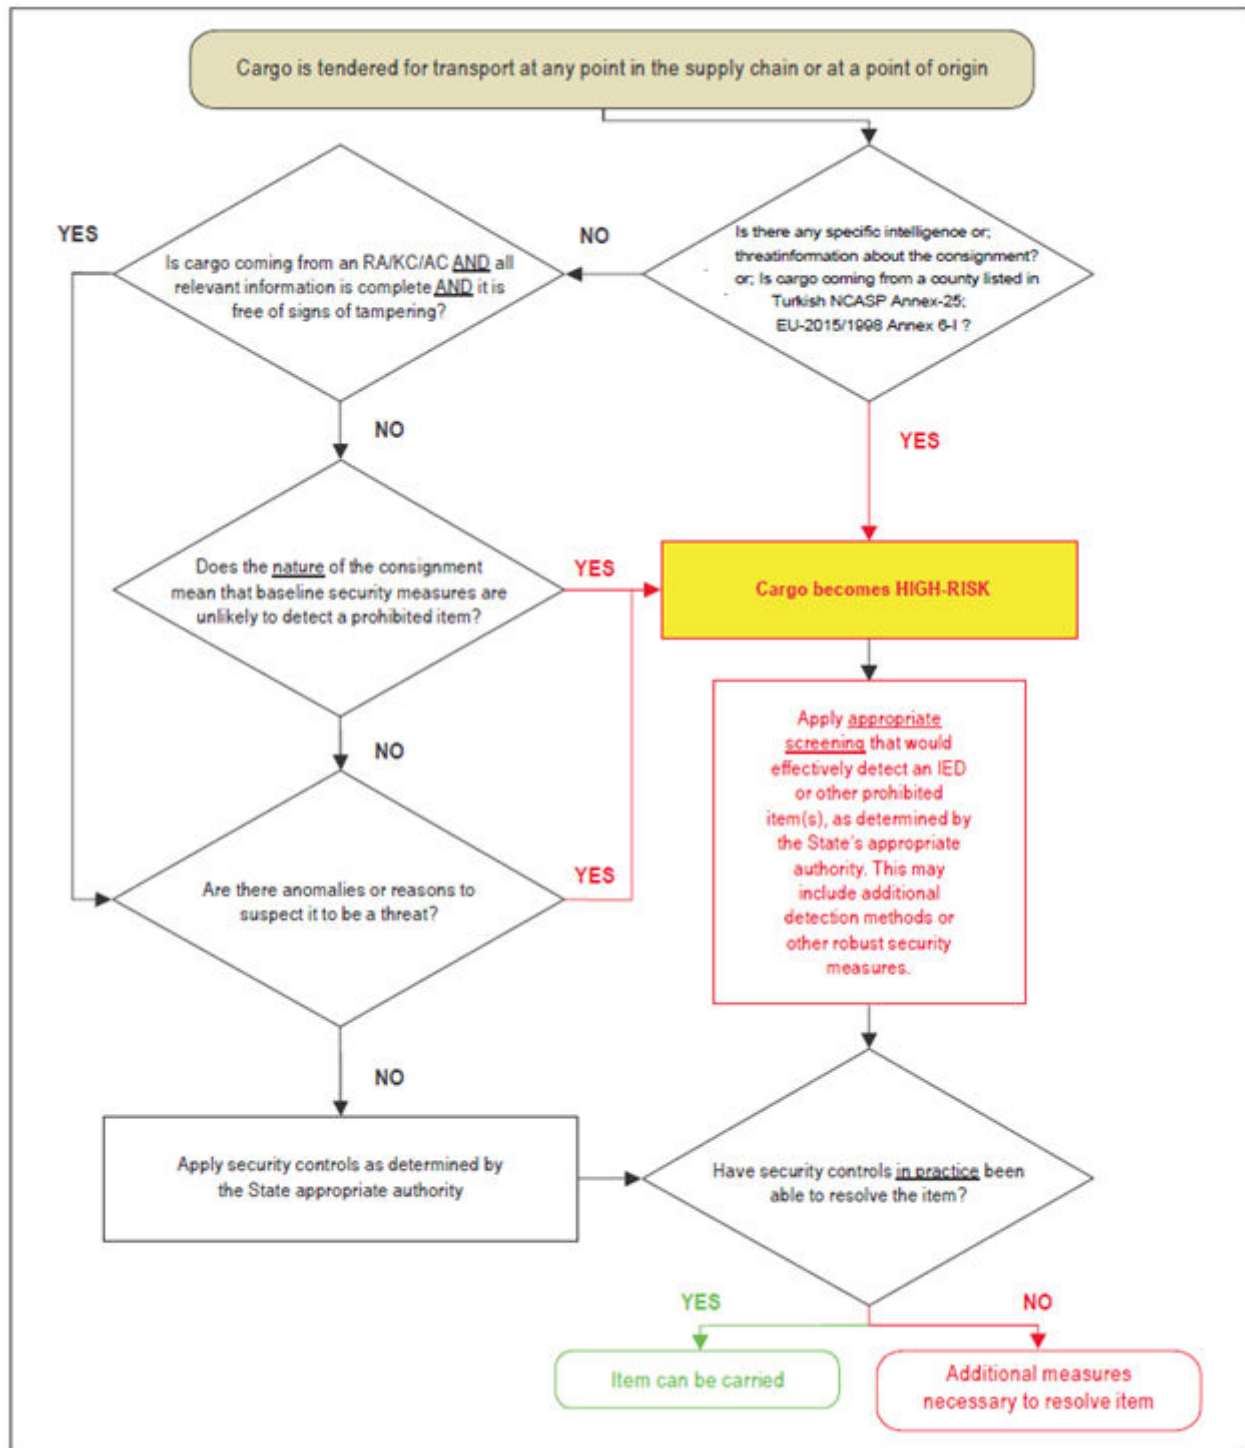 Cargo is tendered for transport at any point in the supply chain or at a point of origin
YES
NO
Is there any specific intelligence or;
threatinformation about the consignment?
or; Is cargo coming from a county listed in
Turkish NCASP Annex-25;
EU-2015/1998 Annex 6-I ?
Is cargo coming from an RA/KC/AC AND all
relevant information is complete AND it is
free of signs of tampering?
NO
YES
Does the nature of the consignment
mean that baseline security measures are
unlikely to detect a prohibited item?
YES
Cargo becomes HIGH-RISK
NO
Apply appropriate
screening that would
effectively detect an IED
or other prohibited
item(s), as determined by
the State's appropriate
authority. This may
include additional
detection methods or
other robust security
measures.
Are there anomalies or reasons to
suspect it to be a threat?
YES
NO
Apply security controls as determined by
the State appropriate authority
Have security controls in practice been
able to resolve the item?
YES
NO
Item can be carried
Additional measures
necessary to resolve item